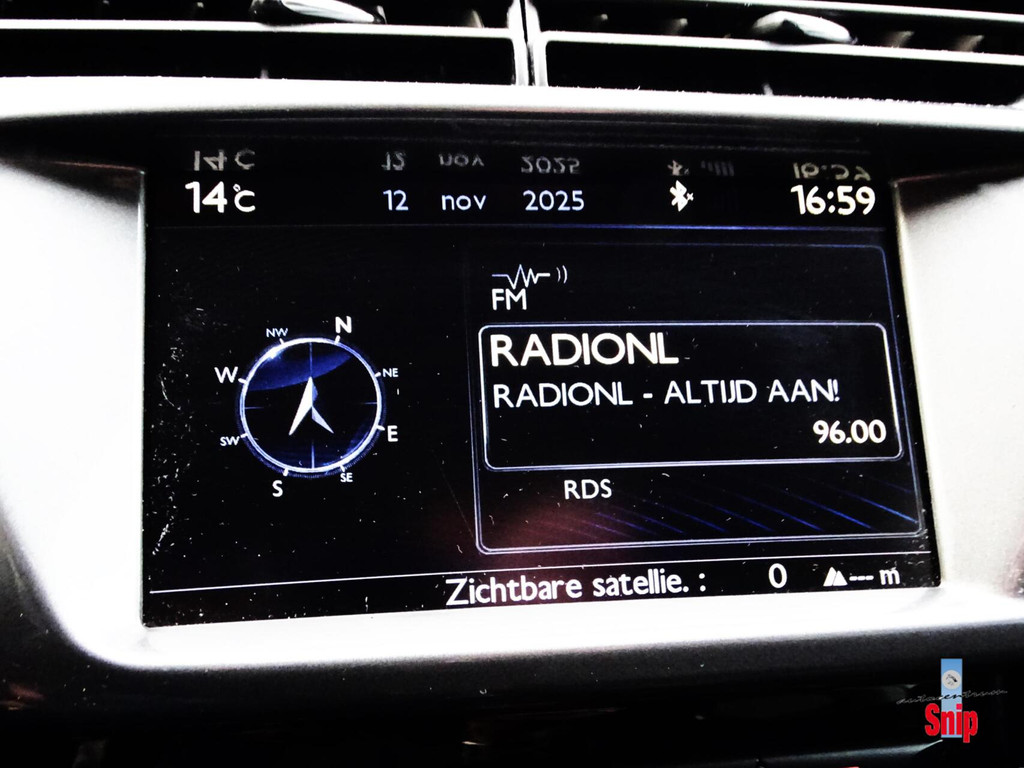 14°C 12 nov 2025 16:59
FM
RADIONL
RADIONL - ALTIJD AAN!
96.00
RDS
N
NE
E
SE
S
SW
W
NW
Zichtbare satellie. : 0 --- m
autocentrum
Snip